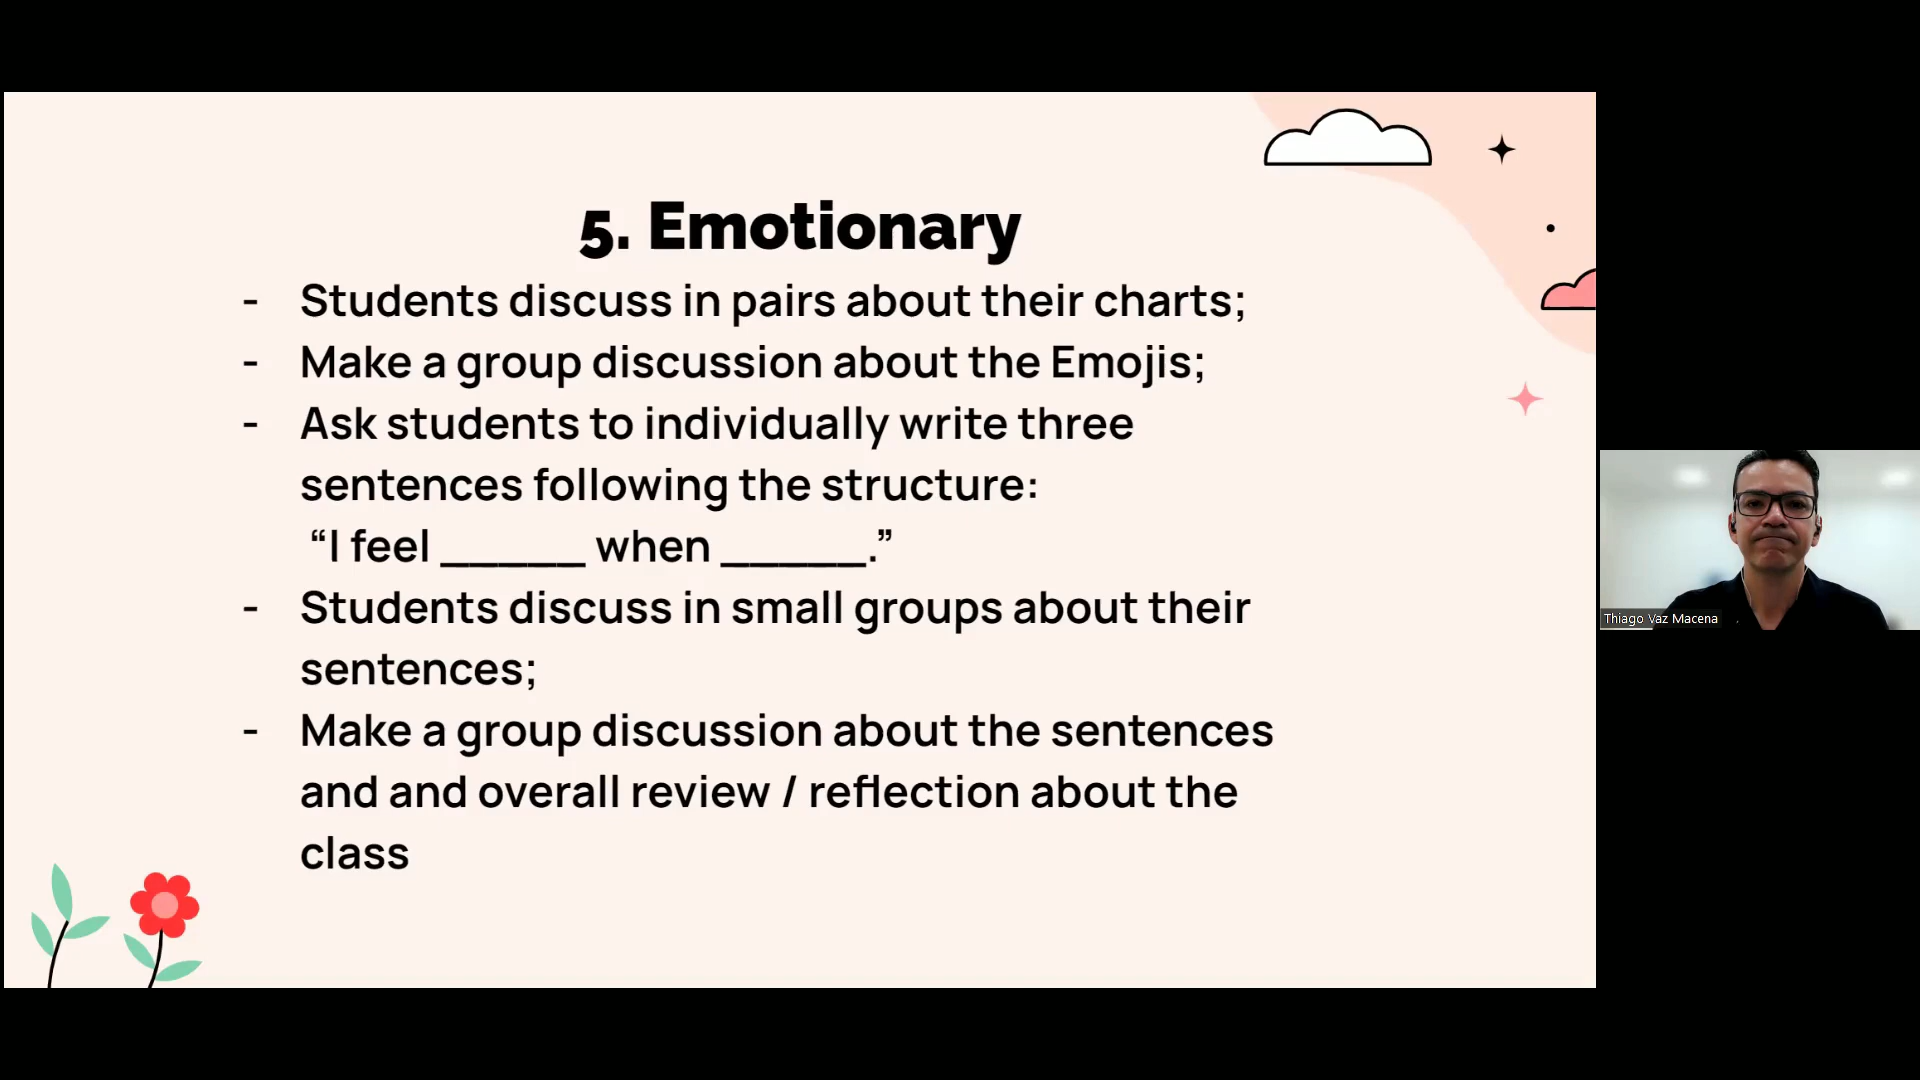 5. Emotionary
- Students discuss in pairs about their charts;
- Make a group discussion about the Emojis;
- Ask students to individually write three
sentences following the structure:
“I feel ______ when ______.”
- Students discuss in small groups about their
sentences;
- Make a group discussion about the sentences
and and overall review / reflection about the
class
Thiago Vaz Macena